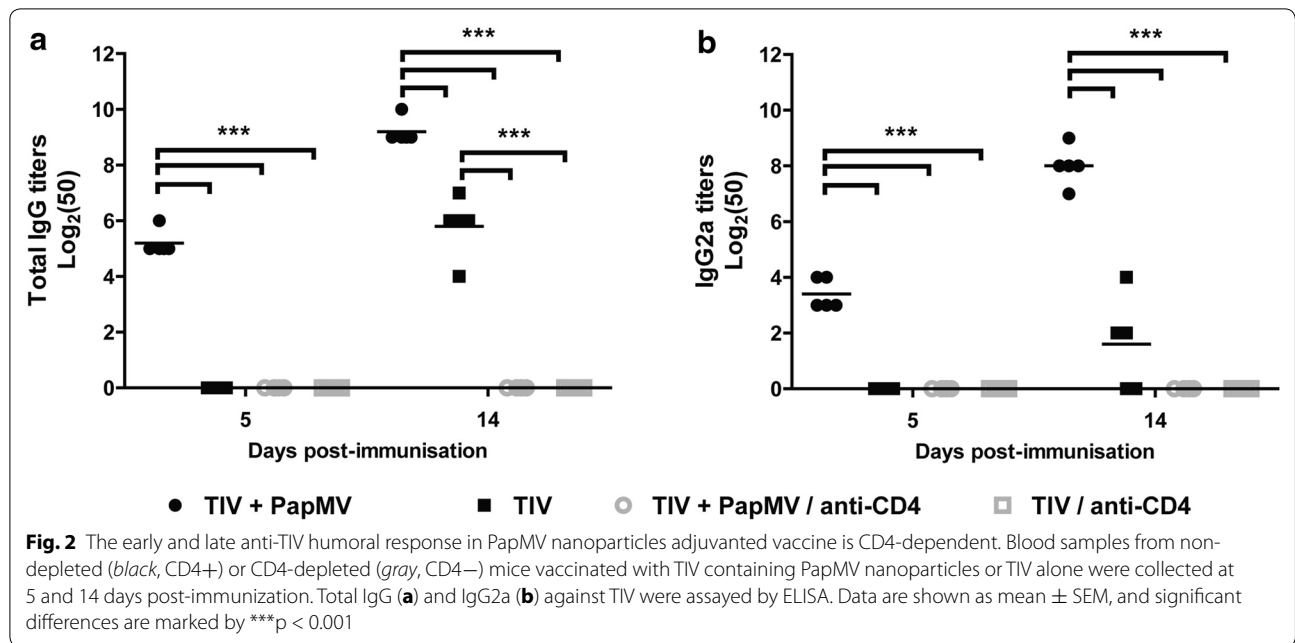 a
Total IgG titers
Log₂(50)
12
10
8
6
4
2
0
***
***
***
5
14
Days post-immunisation
b
IgG2a titers
Log₂(50)
12
10
8
6
4
2
0
***
***
5
14
Days post-immunisation
TIV + PapMV
TIV
TIV + PapMV / anti-CD4
TIV / anti-CD4
Fig. 2 The early and late anti-TIV humoral response in PapMV nanoparticles adjuvanted vaccine is CD4-dependent. Blood samples from non-
depleted (black, CD4+) or CD4-depleted (gray, CD4−) mice vaccinated with TIV containing PapMV nanoparticles or TIV alone were collected at
5 and 14 days post-immunization. Total IgG (a) and IgG2a (b) against TIV were assayed by ELISA. Data are shown as mean ± SEM, and significant
differences are marked by ***p < 0.001